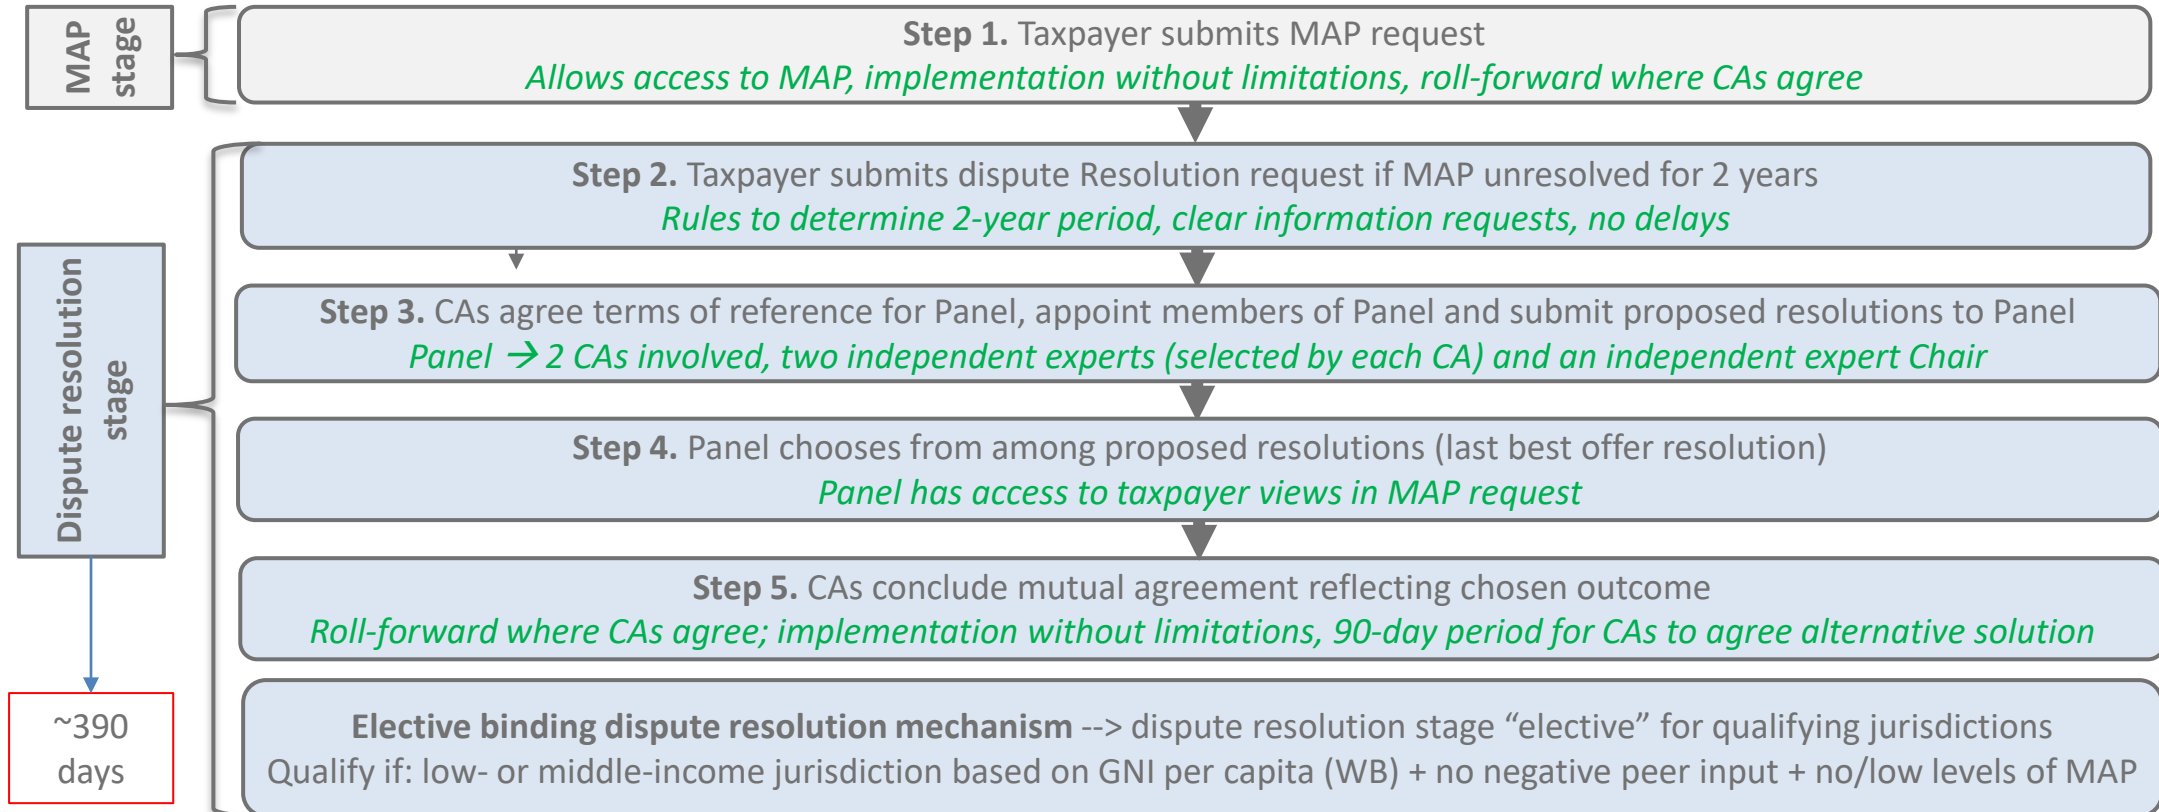 MAP
stage
Step 1. Taxpayer submits MAP request
Allows access to MAP, implementation without limitations, roll-forward where CAs agree
Dispute resolution
stage
Step 2. Taxpayer submits dispute Resolution request if MAP unresolved for 2 years
Rules to determine 2-year period, clear information requests, no delays
Step 3. CAs agree terms of reference for Panel, appoint members of Panel and submit proposed resolutions to Panel
Panel → 2 CAs involved, two independent experts (selected by each CA) and an independent expert Chair
Step 4. Panel chooses from among proposed resolutions (last best offer resolution)
Panel has access to taxpayer views in MAP request
Step 5. CAs conclude mutual agreement reflecting chosen outcome
Roll-forward where CAs agree; implementation without limitations, 90-day period for CAs to agree alternative solution
~390
days
Elective binding dispute resolution mechanism --> dispute resolution stage “elective” for qualifying jurisdictions
Qualify if: low- or middle-income jurisdiction based on GNI per capita (WB) + no negative peer input + no/low levels of MAP